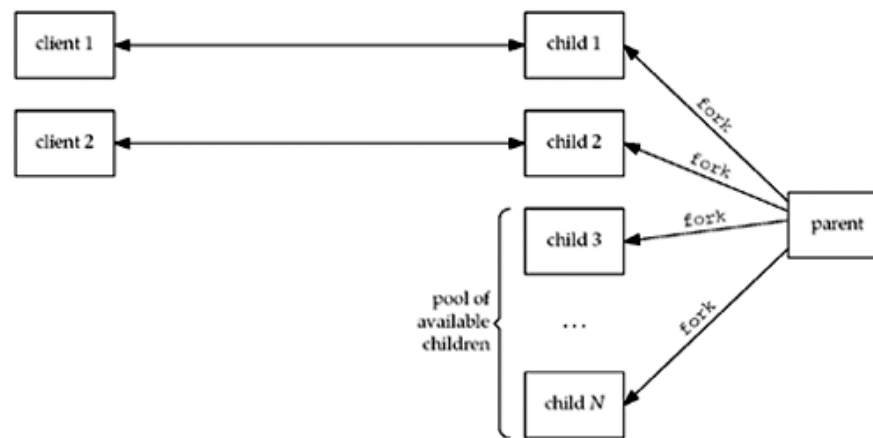 client 1
child 1
fork
client 2
child 2
fork
fork
parent
child 3
pool of
available
children
...
fork
child N